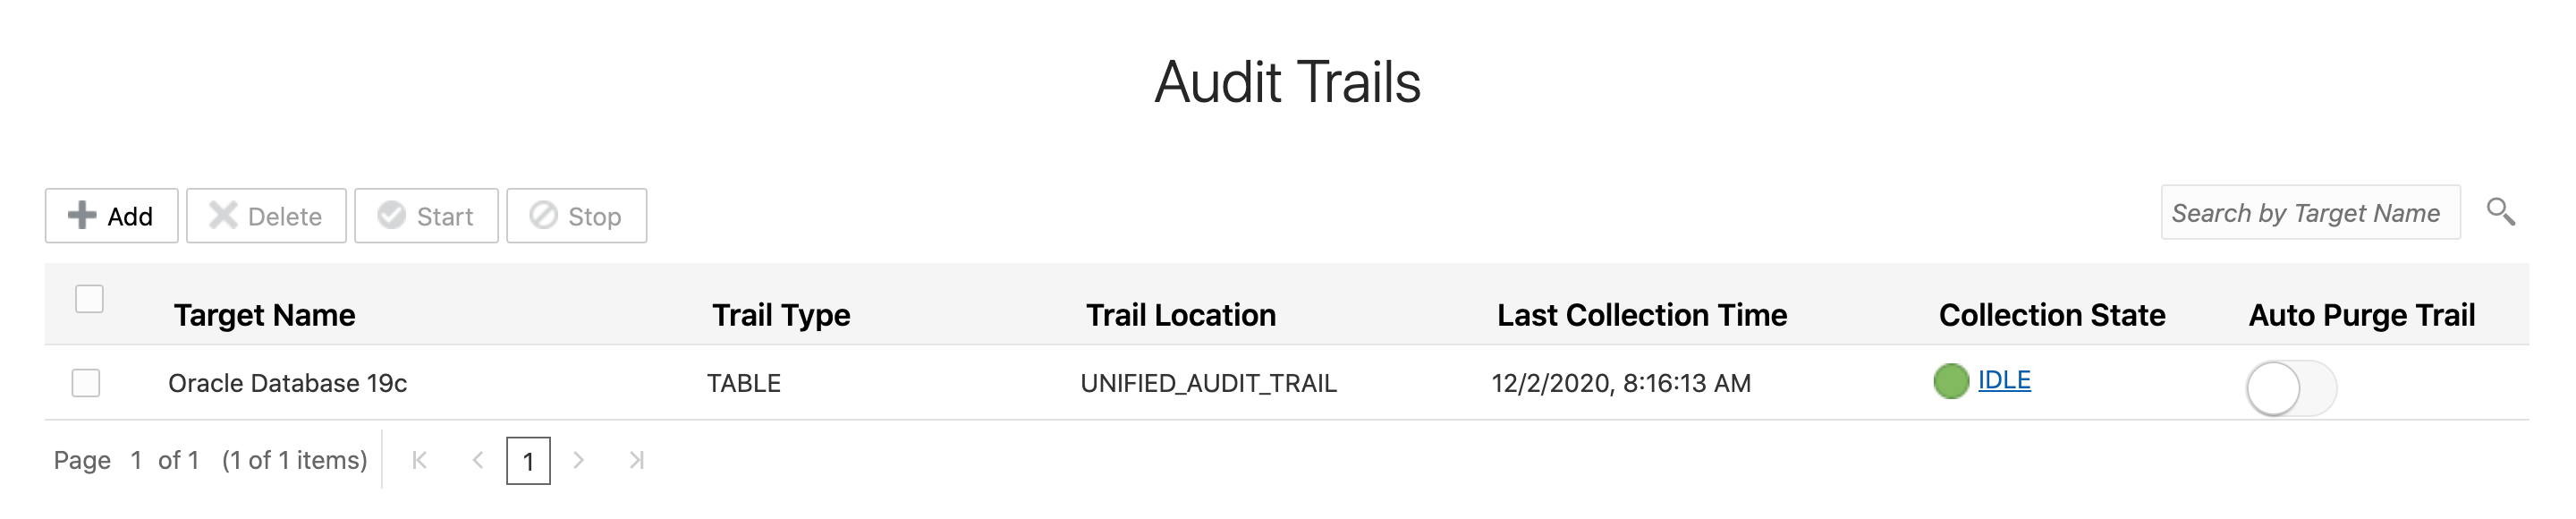 Audit Trails
Add Delete Start Stop Search by Target Name
Target Name Trail Type Trail Location Last Collection Time Collection State Auto Purge Trail
Oracle Database 19c TABLE UNIFIED_AUDIT_TRAIL 12/2/2020, 8:16:13 AM IDLE
Page 1 of 1 (1 of 1 items) 1